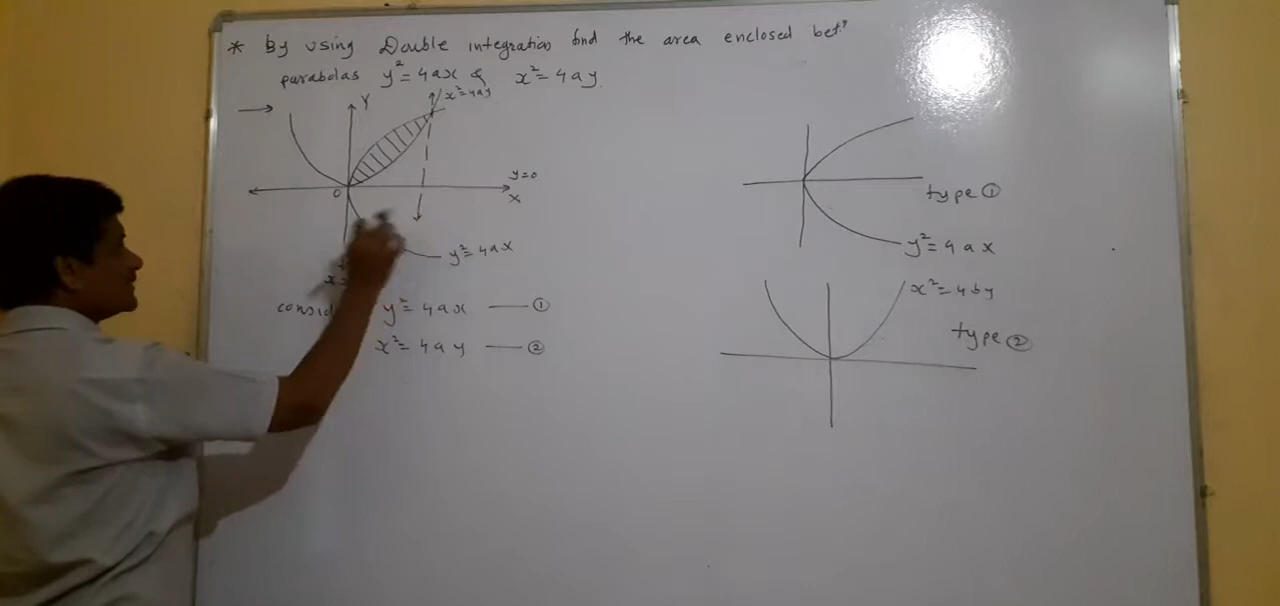 * By using Double integration find the area enclosed betn
parabolas y² = 4ax & x² = 4ay.
Y
x²=4ay
y=0
O
X
y² = 4ax
y² = 4ax —— ①
x² = 4ay —— ②
type ①
y² = 4ax
x² = 4by
type ②